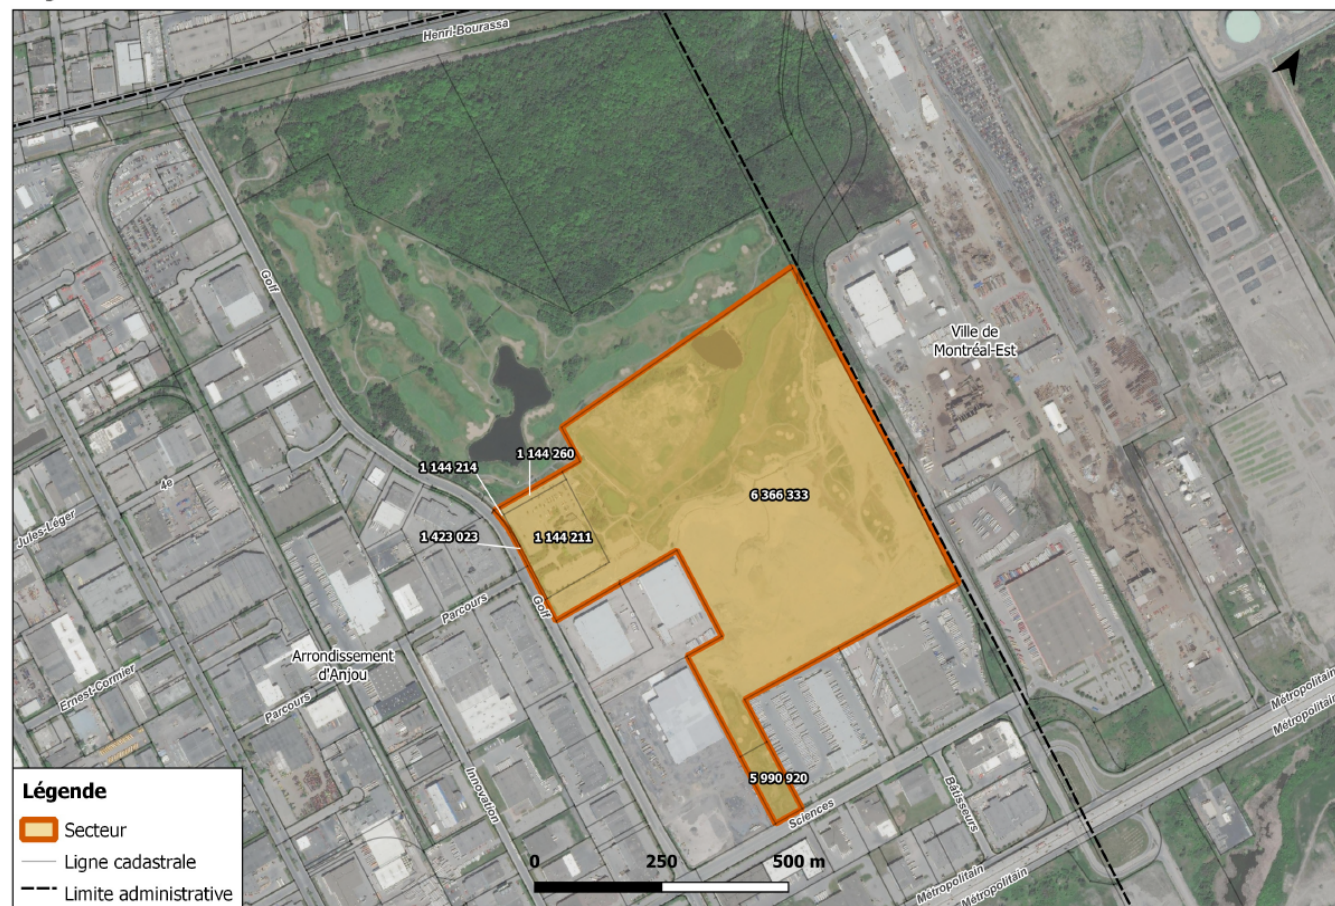 Henri-Bourassa
Golf
Ville de
Montréal-Est
1 144 260
1 144 214
4e
Jules-Léger
6 366 333
1 423 023
1 144 211
Parcours
Golf
Arrondissement
d'Anjou
Ernest-Cormier
Parcours
Métropolitain
Métropolitain
5 990 920
Innovation
Bâtisseurs
Sciences
Métropolitain
Métropolitain
0 250 500 m
Légende
Secteur
Ligne cadastrale
Limite administrative